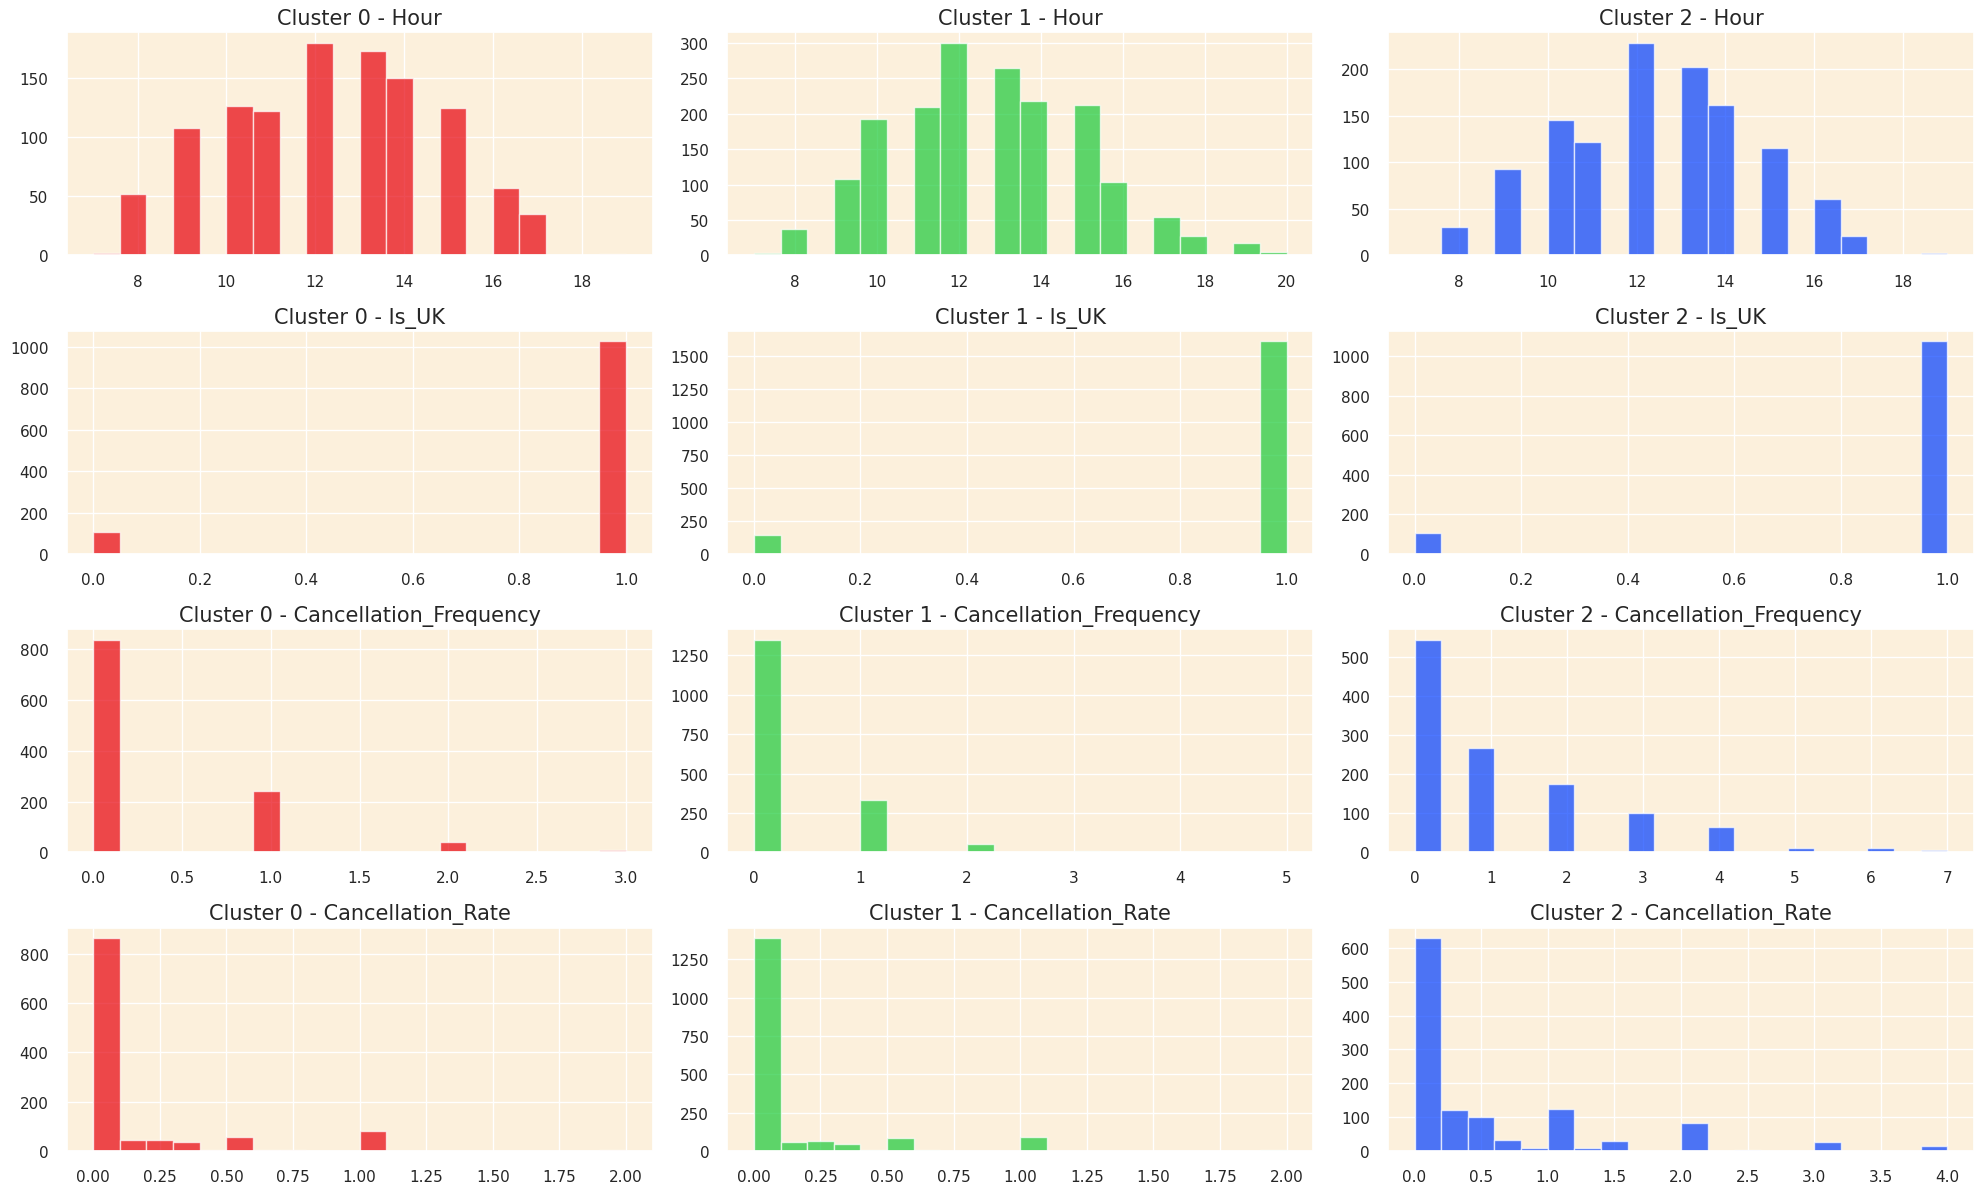 Cluster 0 - Hour
Cluster 1 - Hour
Cluster 2 - Hour
150
100
50
0
8 10 12 14 16 18
300
250
200
150
100
50
0
8 10 12 14 16 18 20
200
150
100
50
0
8 10 12 14 16 18
Cluster 0 - Is_UK
Cluster 1 - Is_UK
Cluster 2 - Is_UK
1000
800
600
400
200
0
0.0 0.2 0.4 0.6 0.8 1.0
1500
1250
1000
750
500
250
0
0.0 0.2 0.4 0.6 0.8 1.0
1000
800
600
400
200
0
0.0 0.2 0.4 0.6 0.8 1.0
Cluster 0 - Cancellation_Frequency
Cluster 1 - Cancellation_Frequency
Cluster 2 - Cancellation_Frequency
800
600
400
200
0
0.0 0.5 1.0 1.5 2.0 2.5 3.0
1250
1000
750
500
250
0
0 1 2 3 4 5
500
400
300
200
100
0
0 1 2 3 4 5 6 7
Cluster 0 - Cancellation_Rate
Cluster 1 - Cancellation_Rate
Cluster 2 - Cancellation_Rate
800
600
400
200
0
0.00 0.25 0.50 0.75 1.00 1.25 1.50 1.75 2.00
1250
1000
750
500
250
0
0.00 0.25 0.50 0.75 1.00 1.25 1.50 1.75 2.00
600
500
400
300
200
100
0
0.0 0.5 1.0 1.5 2.0 2.5 3.0 3.5 4.0